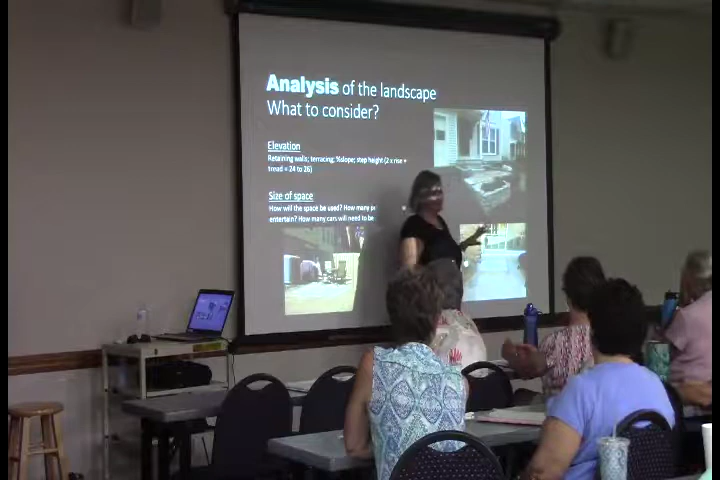 Analysis of the landscape
What to consider?
Elevation
Retaining walls; terracing; %slope; step height (2 x rise +
tread = 24 to 26)
Size of space
How will the space be used? How many
entertain? How many cars will need to be